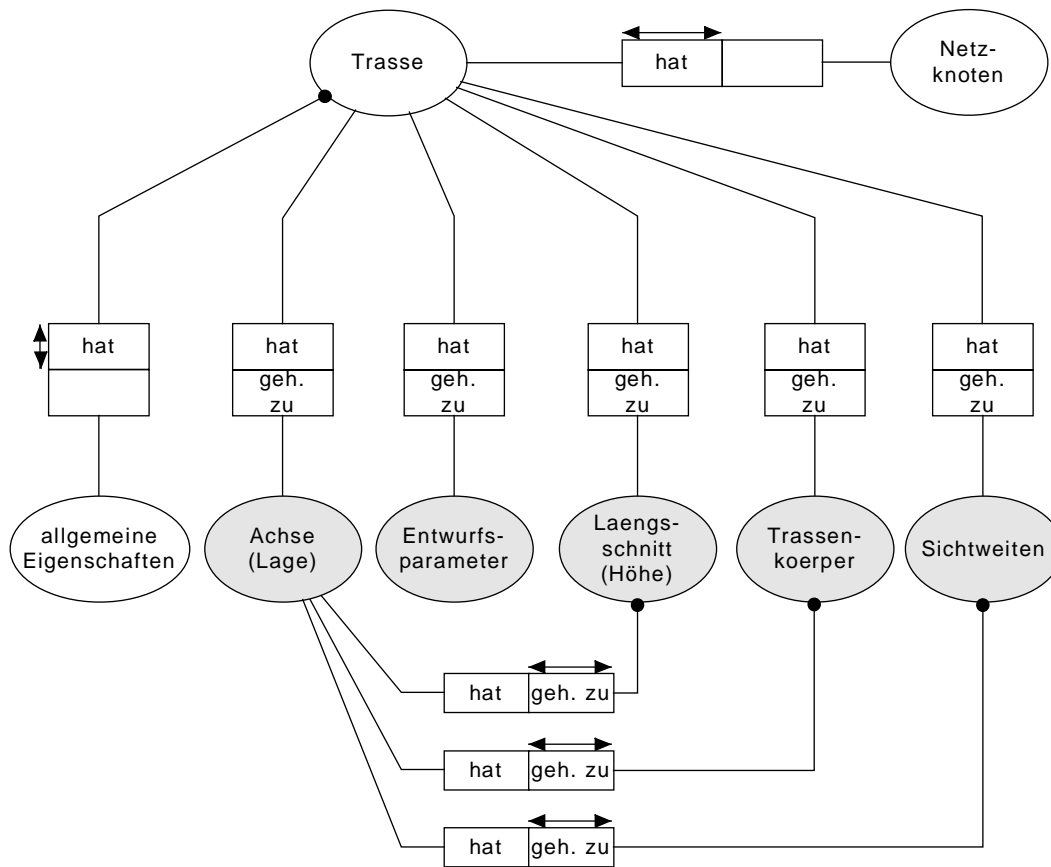 Trasse
hat
Netz-
knoten
hat
hat
hat
hat
hat
hat
geh.
zu
geh.
zu
geh.
zu
geh.
zu
geh.
zu
allgemeine
Eigenschaften
Achse
(Lage)
Entwurfs-
parameter
Laengs-
schnitt
(Höhe)
Trassen-
koerper
Sichtweiten
hat
geh. zu
hat
geh. zu
hat
geh. zu